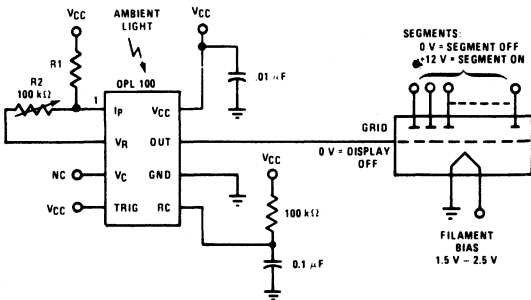 VCC
AMBIENT
LIGHT
VCC
SEGMENTS:
0 V = SEGMENT OFF
+12 V = SEGMENT ON
R1
R2
100 kΩ
OPL 100
.01 µF
1
IP
VCC
VR
OUT
GRID
0 V = DISPLAY
OFF
NC
VC
GND
VCC
VCC
TRIG
RC
100 kΩ
0.1 µF
FILAMENT
BIAS
1.5 V – 2.5 V